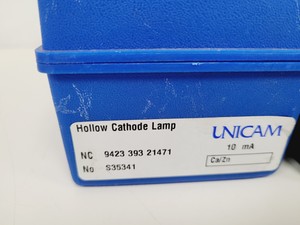 Hollow Cathode Lamp
UNICAM
NC 9423 393 21471
10 mA
No S35341
Ca/Zn